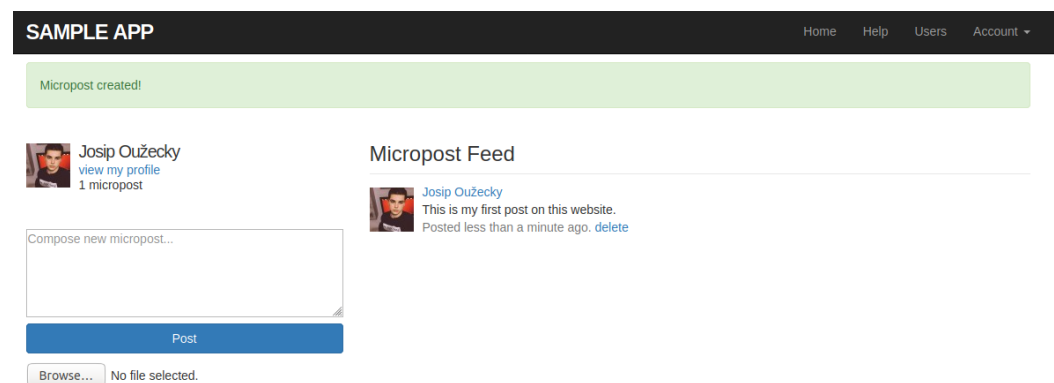 SAMPLE APP
Home Help Users Account
Micropost created!
Josip Oužecky
view my profile
1 micropost
Compose new micropost...
Post
Browse... No file selected.
Micropost Feed
Josip Oužecky
This is my first post on this website.
Posted less than a minute ago. delete